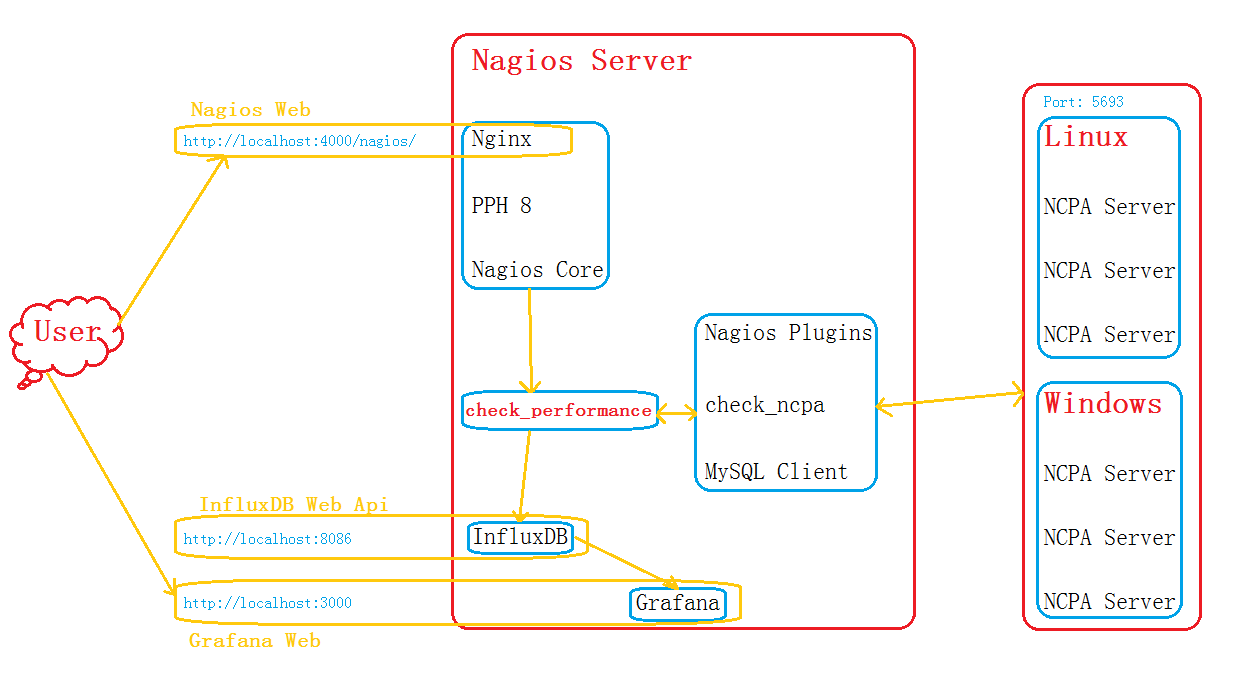 Nagios Server
Nagios Web
http://localhost:4000/nagios/
Nginx
PPH 8
Nagios Core
User
check_performance
Nagios Plugins
check_ncpa
MySQL Client
InfluxDB Web Api
http://localhost:8086
InfluxDB
http://localhost:3000
Grafana
Grafana Web
Port: 5693
Linux
NCPA Server
NCPA Server
NCPA Server
Windows
NCPA Server
NCPA Server
NCPA Server